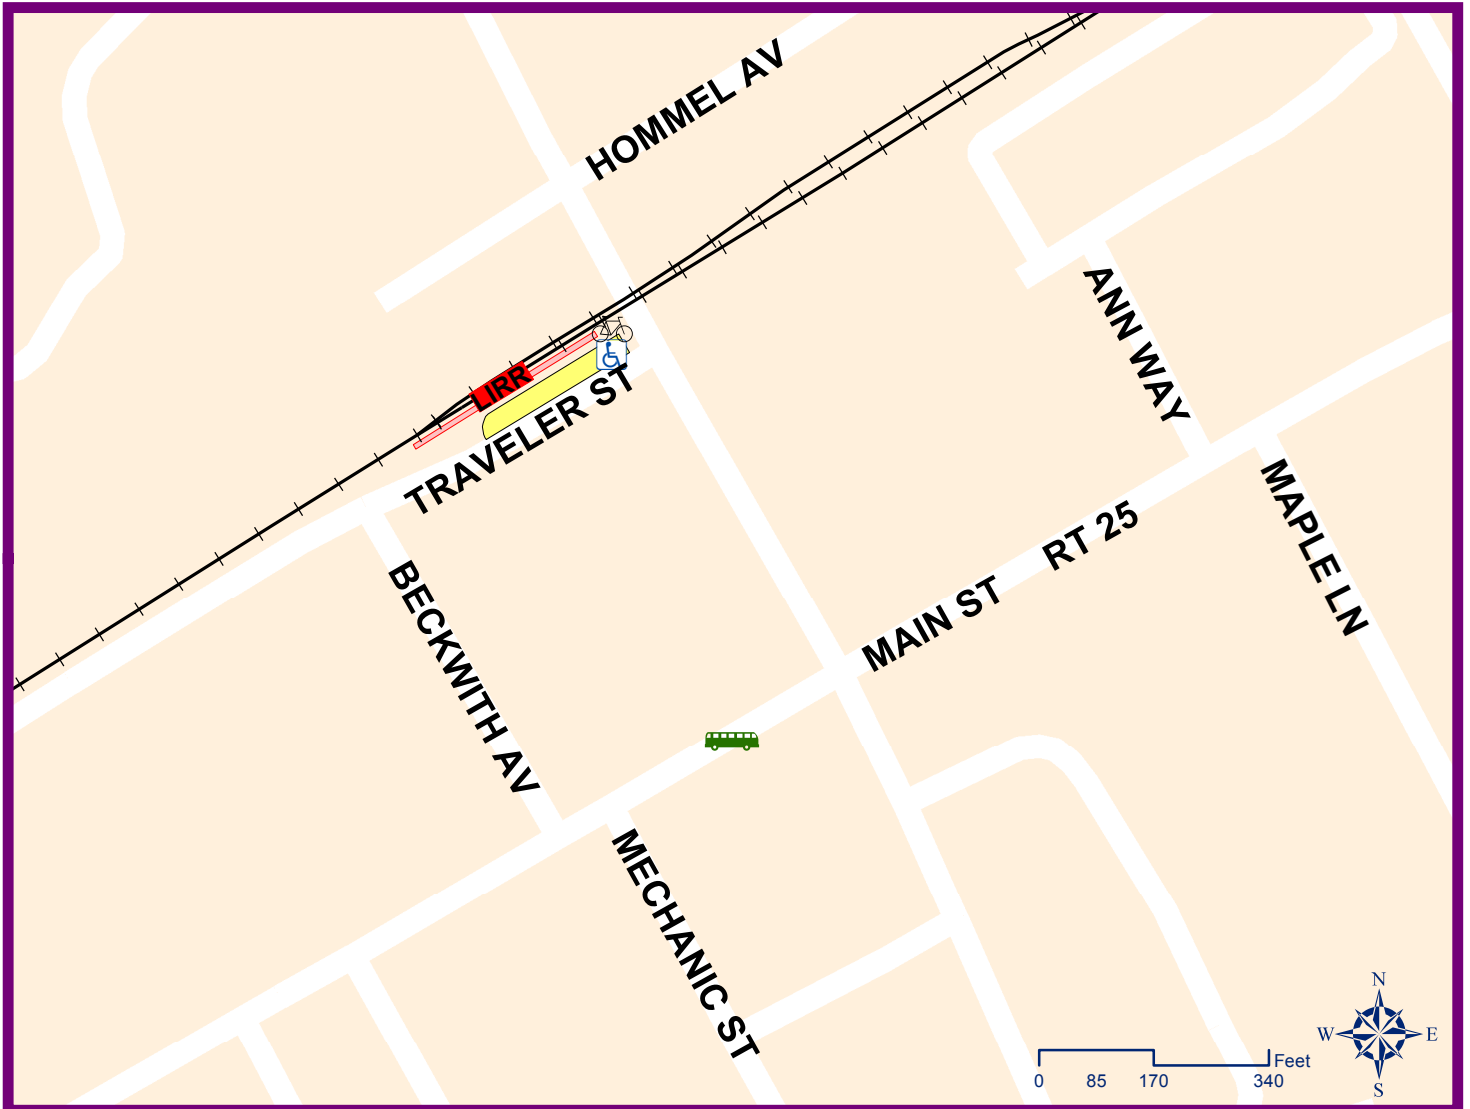 HOMMEL AV
ANN WAY
LIRR
TRAVELER ST
MAPLE LN
RT 25
MAIN ST
BECKWITH AV
MECHANIC ST
N
W E
S
Feet
0 85 170 340